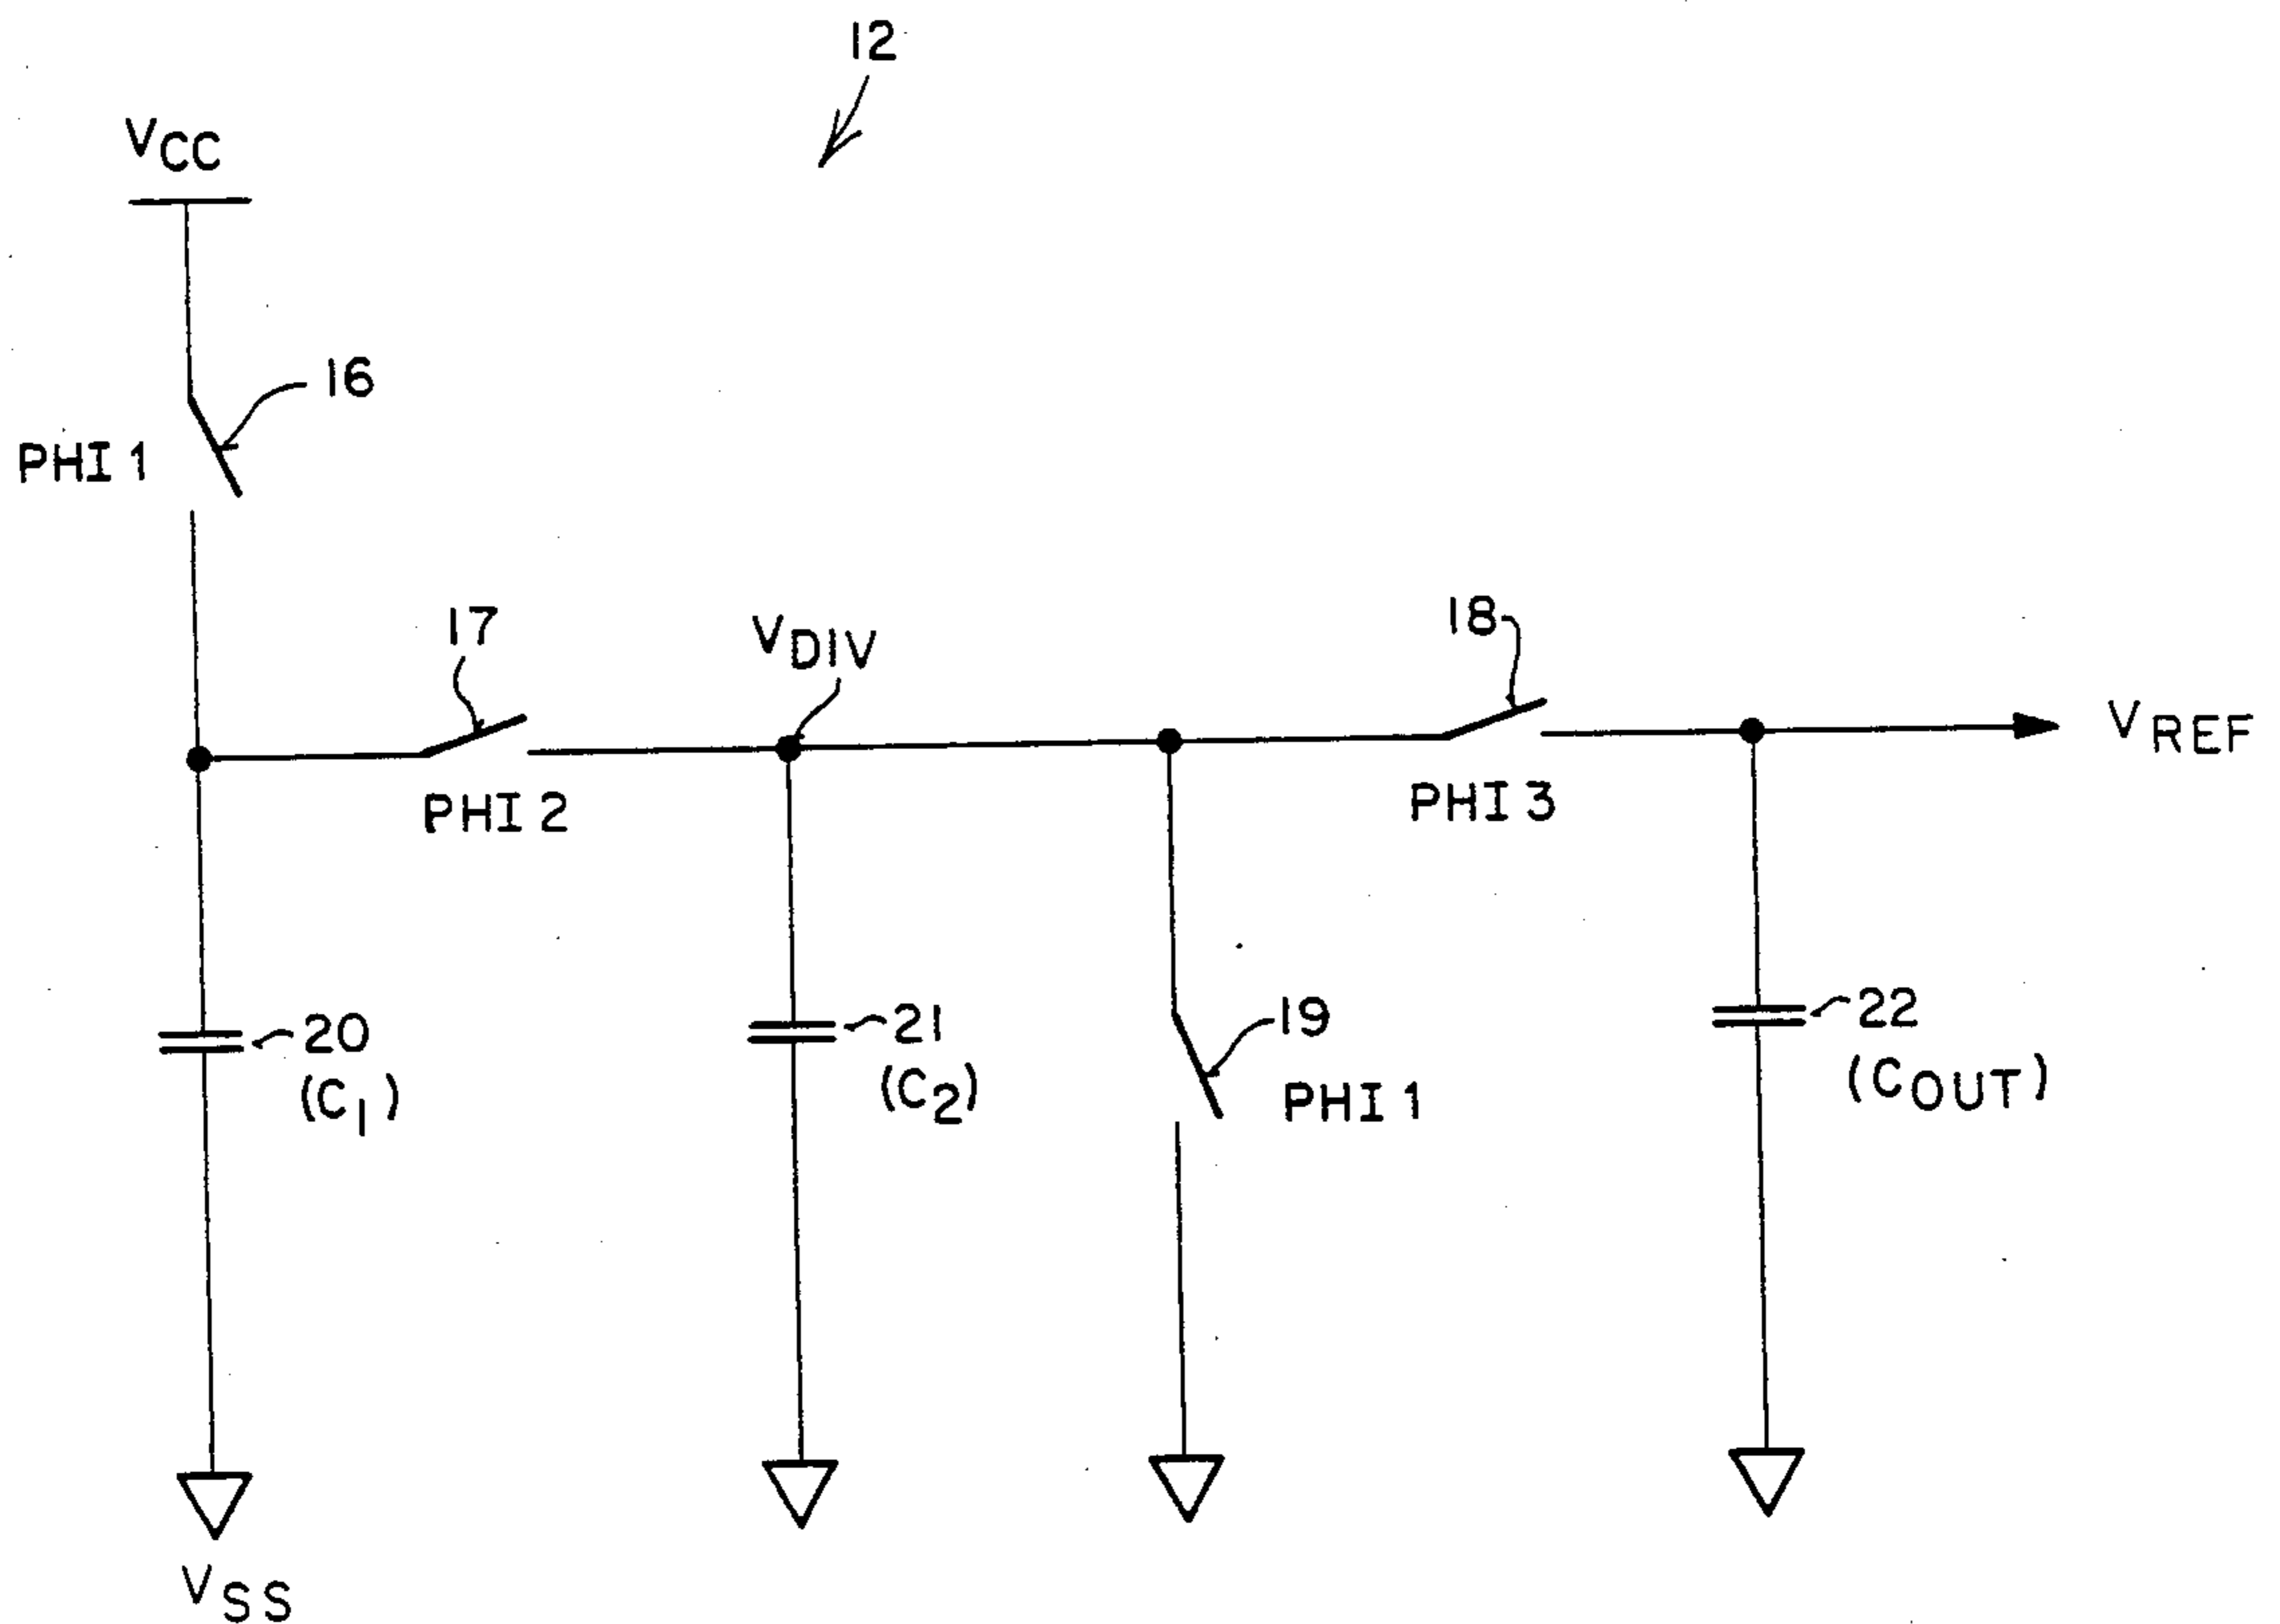 12
VCC
16
PHI 1
17
VDIV
18
VREF
PHI 2
PHI 3
20
(C1)
21
(C2)
19
PHI 1
22
(COUT)
VSS